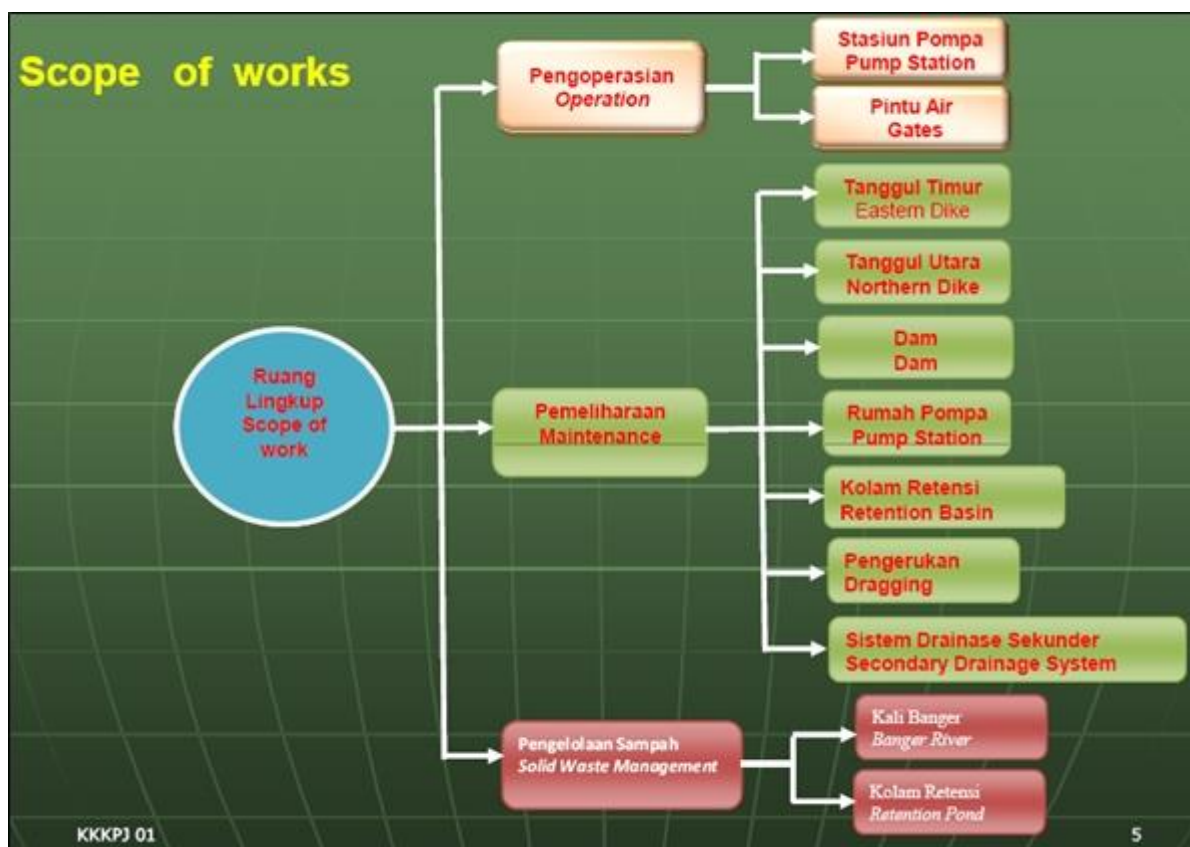 Scope of works
Pengoperasian
Operation
Stasiun Pompa
Pump Station
Pintu Air
Gates
Tanggul Timur
Eastern Dike
Tanggul Utara
Northern Dike
Dam
Dam
Ruang
Lingkup
Scope of
work
Pemeliharaan
Maintenance
Rumah Pompa
Pump Station
Kolam Retensi
Retention Basin
Pengerukan
Dragging
Sistem Drainase Sekunder
Secondary Drainage System
Pengelolaan Sampah
Solid Waste Management
Kali Banger
Banger River
Kolam Retensi
Retention Pond
KKKPJ 01
5